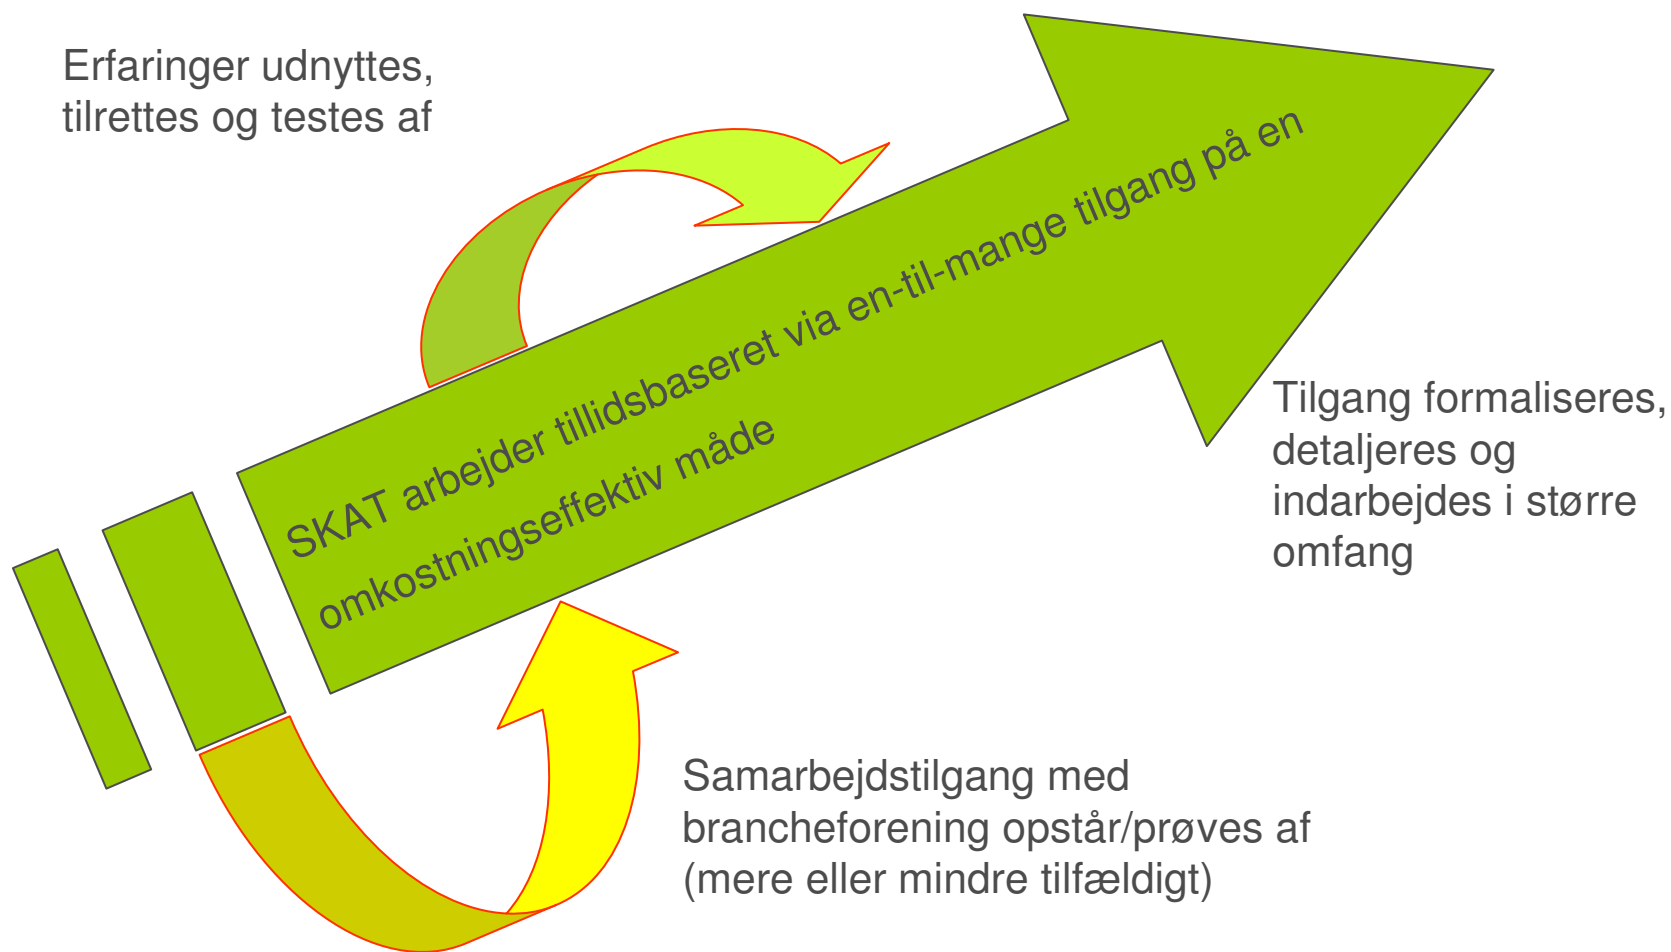 Erfaringer udnyttes,
tilrettes og testes af
SKAT arbejder tillidsbaseret via en-til-mange tilgang på en
omkostningseffektiv måde
Tilgang formaliseres,
detaljeres og
indarbejdes i større
omfang
Samarbejdstilgang med
brancheforening opstår/prøves af
(mere eller mindre tilfældigt)